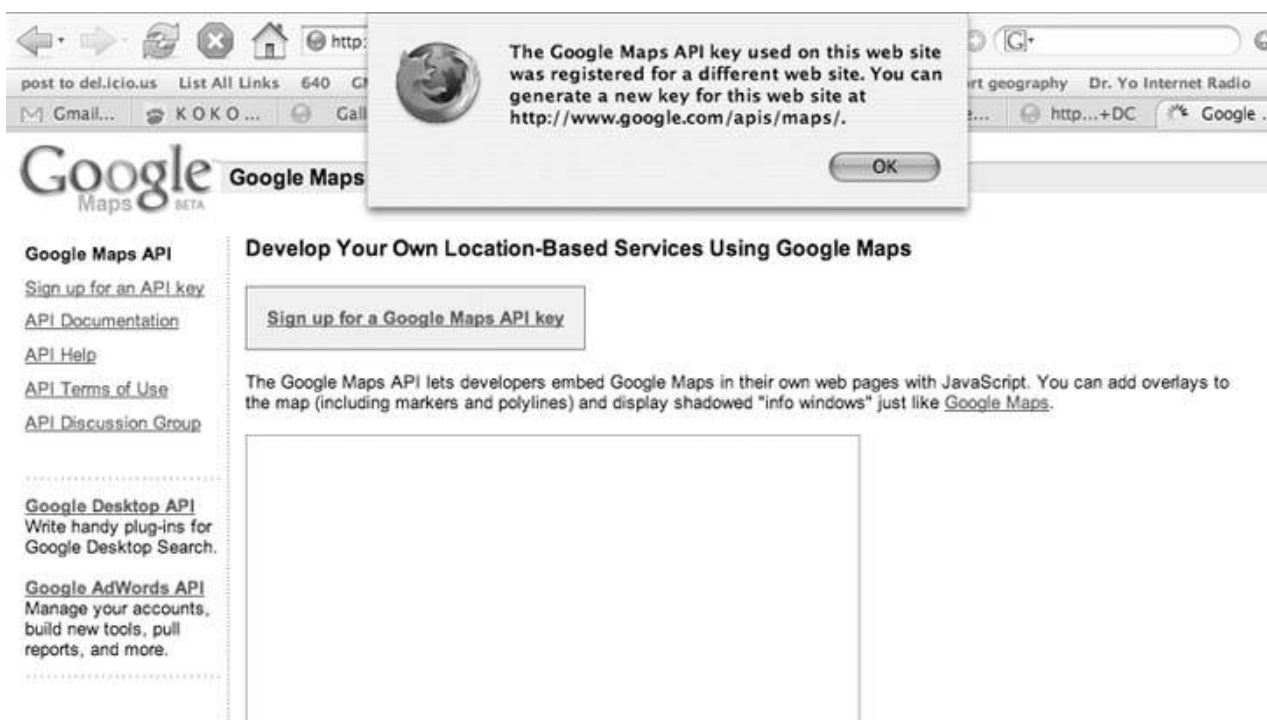 http:
The Google Maps API key used on this web site
was registered for a different web site. You can
generate a new key for this web site at
http://www.google.com/apis/maps/.
OK
G
post to del.icio.us List All Links 640
rt geography Dr. Yo Internet Radio
Gmail... KOKO... Gall
http...+DC Google .
Google
Maps BETA
Google Maps
Google Maps API
Sign up for an API key
API Documentation
API Help
API Terms of Use
API Discussion Group
Google Desktop API
Write handy plug-ins for
Google Desktop Search.
Google AdWords API
Manage your accounts,
build new tools, pull
reports, and more.
Develop Your Own Location-Based Services Using Google Maps
Sign up for a Google Maps API key
The Google Maps API lets developers embed Google Maps in their own web pages with JavaScript. You can add overlays to
the map (including markers and polylines) and display shadowed "info windows" just like Google Maps.